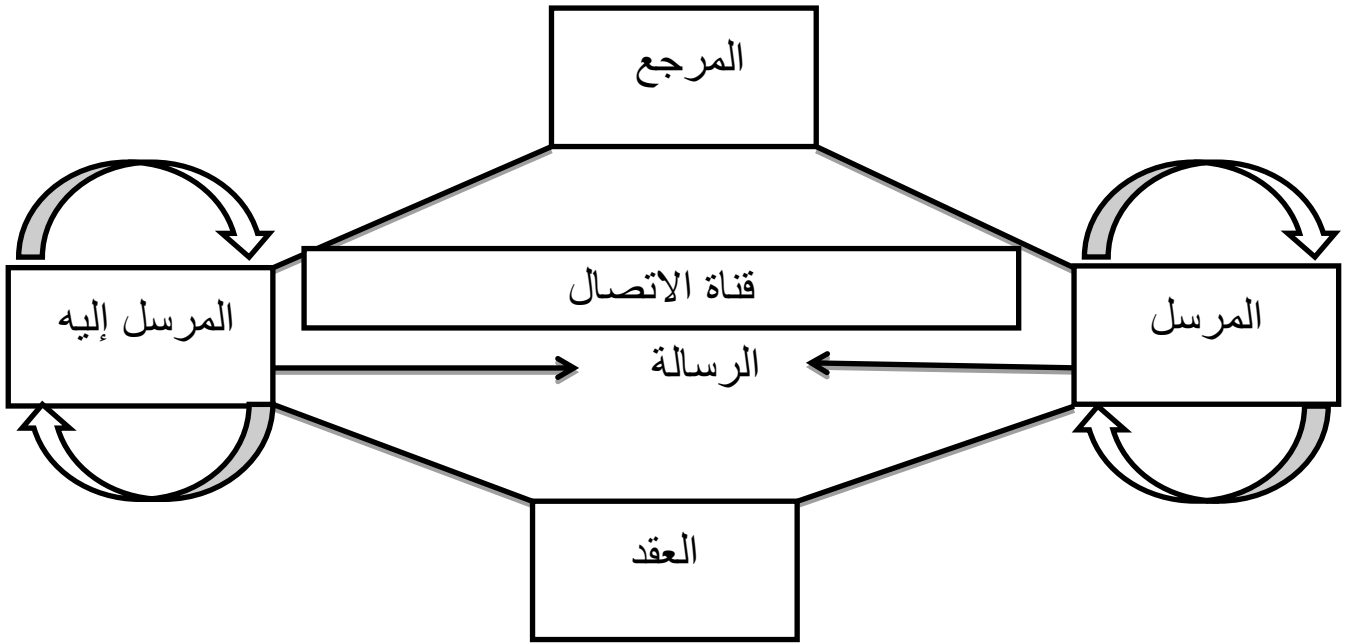 المرجع
قناة الاتصال
المرسل
المرسل إليه
الرسالة
العقد